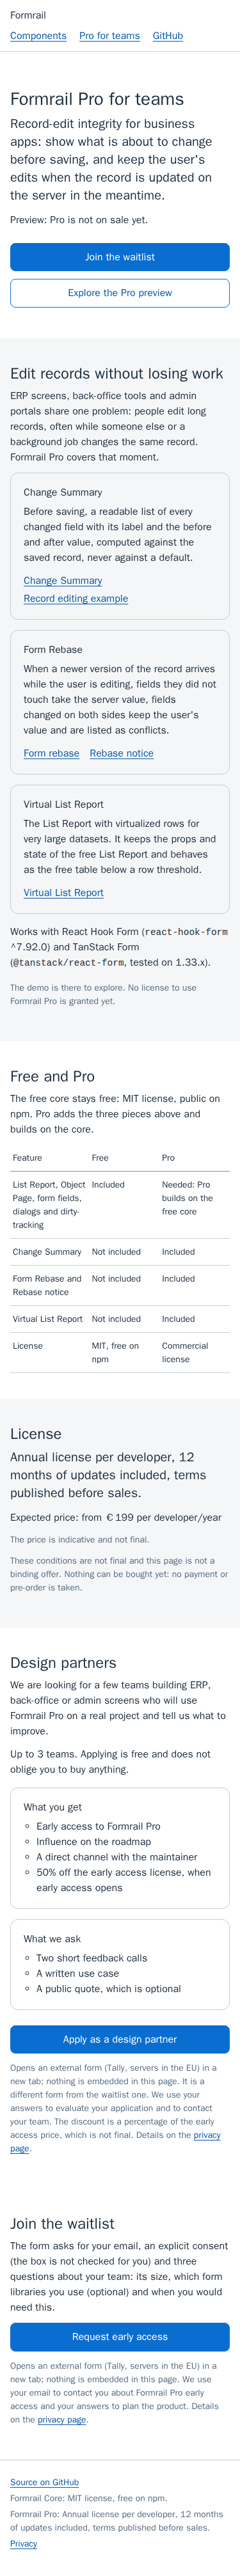 Formrail
Components Pro for teams GitHub
Formrail Pro for teams
Record-edit integrity for business
apps: show what is about to change
before saving, and keep the user's
edits when the record is updated on
the server in the meantime.
Preview: Pro is not on sale yet.
Join the waitlist
Explore the Pro preview
Edit records without losing work
ERP screens, back-office tools and admin
portals share one problem: people edit long
records, often while someone else or a
background job changes the same record.
Formrail Pro covers that moment.
Change Summary
Before saving, a readable list of every
changed field with its label and the before
and after value, computed against the
saved record, never against a default.
Change Summary
Record editing example
Form Rebase
When a newer version of the record arrives
while the user is editing, fields they did not
touch take the server value, fields
changed on both sides keep the user's
value and are listed as conflicts.
Form rebase Rebase notice
Virtual List Report
The List Report with virtualized rows for
very large datasets. It keeps the props and
state of the free List Report and behaves
as the free table below a row threshold.
Virtual List Report
Works with React Hook Form (react-hook-form
^7.92.0) and TanStack Form
(@tanstack/react-form, tested on 1.33.x).
The demo is there to explore. No license to use
Formrail Pro is granted yet.
Free and Pro
The free core stays free: MIT license, public on
npm. Pro adds the three pieces above and
builds on the core.
Feature Free Pro
List Report, Object Included Needed: Pro
Page, form fields, builds on the
dialogs and dirty- free core
tracking
Change Summary Not included Included
Form Rebase and Not included Included
Rebase notice
Virtual List Report Not included Included
License MIT, free on Commercial
npm license
License
Annual license per developer, 12
months of updates included, terms
published before sales.
Expected price: from €199 per developer/year
The price is indicative and not final.
These conditions are not final and this page is not a
binding offer. Nothing can be bought yet: no payment or
pre-order is taken.
Design partners
We are looking for a few teams building ERP,
back-office or admin screens who will use
Formrail Pro on a real project and tell us what to
improve.
Up to 3 teams. Applying is free and does not
oblige you to buy anything.
What you get
Early access to Formrail Pro
Influence on the roadmap
A direct channel with the maintainer
50% off the early access license, when
early access opens
What we ask
Two short feedback calls
A written use case
A public quote, which is optional
Apply as a design partner
Opens an external form (Tally, servers in the EU) in a
new tab; nothing is embedded in this page. It is a
different form from the waitlist one. We use your
answers to evaluate your application and to contact
your team. The discount is a percentage of the early
access price, which is not final. Details on the privacy
page.
Join the waitlist
The form asks for your email, an explicit consent
(the box is not checked for you) and three
questions about your team: its size, which form
libraries you use (optional) and when you would
need this.
Request early access
Opens an external form (Tally, servers in the EU) in a
new tab; nothing is embedded in this page. We use
your email to contact you about Formrail Pro early
access and your answers to plan the product. Details
on the privacy page.
Source on GitHub
Formrail Core: MIT license, free on npm.
Formrail Pro: Annual license per developer, 12 months
of updates included, terms published before sales.
Privacy